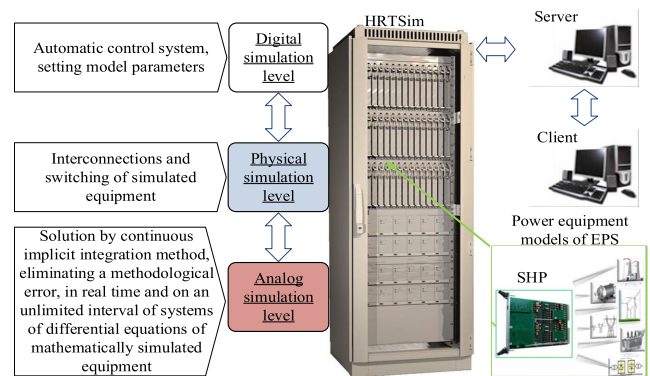 HRTSim
Server
Automatic control system,
setting model parameters
Digital
simulation
level
Client
Interconnections and
switching of simulated
equipment
Physical
simulation
level
Power equipment
models of EPS
SHP
Solution by continuous
implicit integration method,
eliminating a methodological
error, in real time and on an
unlimited interval of systems
of differential equations of
mathematically simulated
equipment
Analog
simulation
level